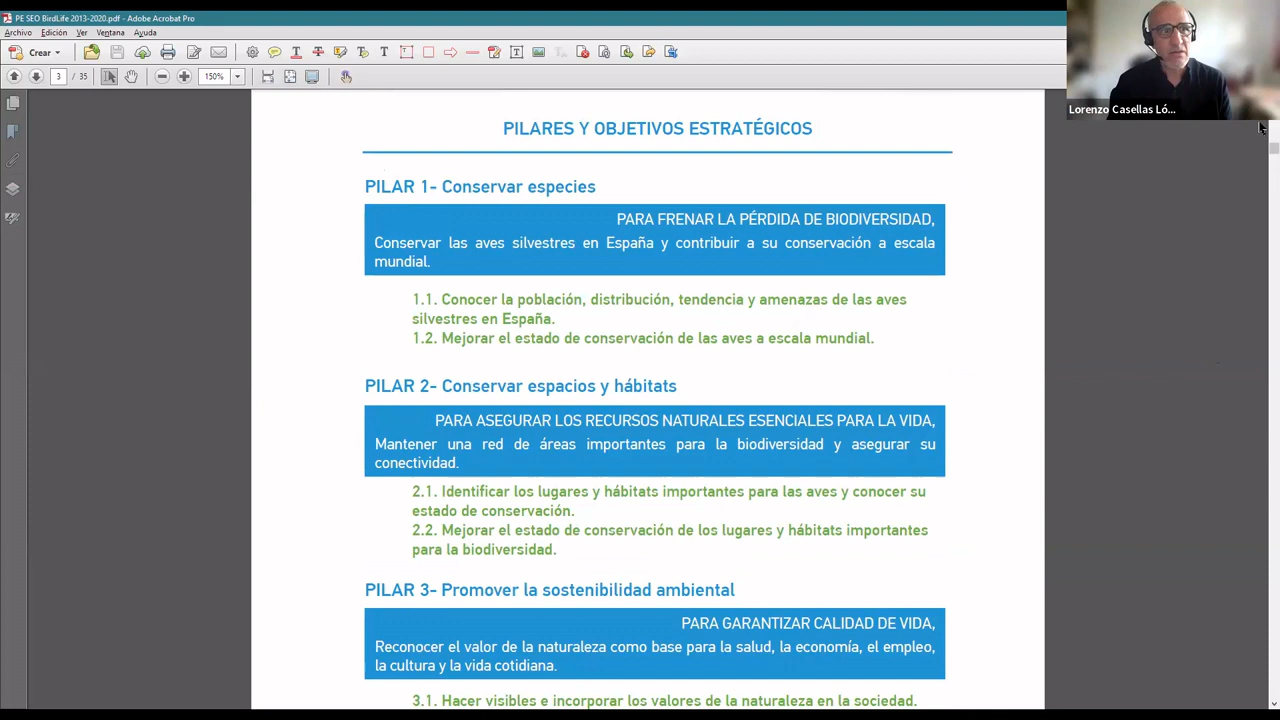 PE SEO BirdLife 2013-2020.pdf - Adobe Acrobat Pro
Archivo Edición Ver Ventana Ayuda
Crear
3 / 35 150%
Lorenzo Casellas Ló...
PILARES Y OBJETIVOS ESTRATÉGICOS
PILAR 1- Conservar especies
PARA FRENAR LA PÉRDIDA DE BIODIVERSIDAD,
Conservar las aves silvestres en España y contribuir a su conservación a escala
mundial.
1.1. Conocer la población, distribución, tendencia y amenazas de las aves
silvestres en España.
1.2. Mejorar el estado de conservación de las aves a escala mundial.
PILAR 2- Conservar espacios y hábitats
PARA ASEGURAR LOS RECURSOS NATURALES ESENCIALES PARA LA VIDA,
Mantener una red de áreas importantes para la biodiversidad y asegurar su
conectividad.
2.1. Identificar los lugares y hábitats importantes para las aves y conocer su
estado de conservación.
2.2. Mejorar el estado de conservación de los lugares y hábitats importantes
para la biodiversidad.
PILAR 3- Promover la sostenibilidad ambiental
PARA GARANTIZAR CALIDAD DE VIDA,
Reconocer el valor de la naturaleza como base para la salud, la economía, el empleo,
la cultura y la vida cotidiana.
3.1. Hacer visibles e incorporar los valores de la naturaleza en la sociedad.